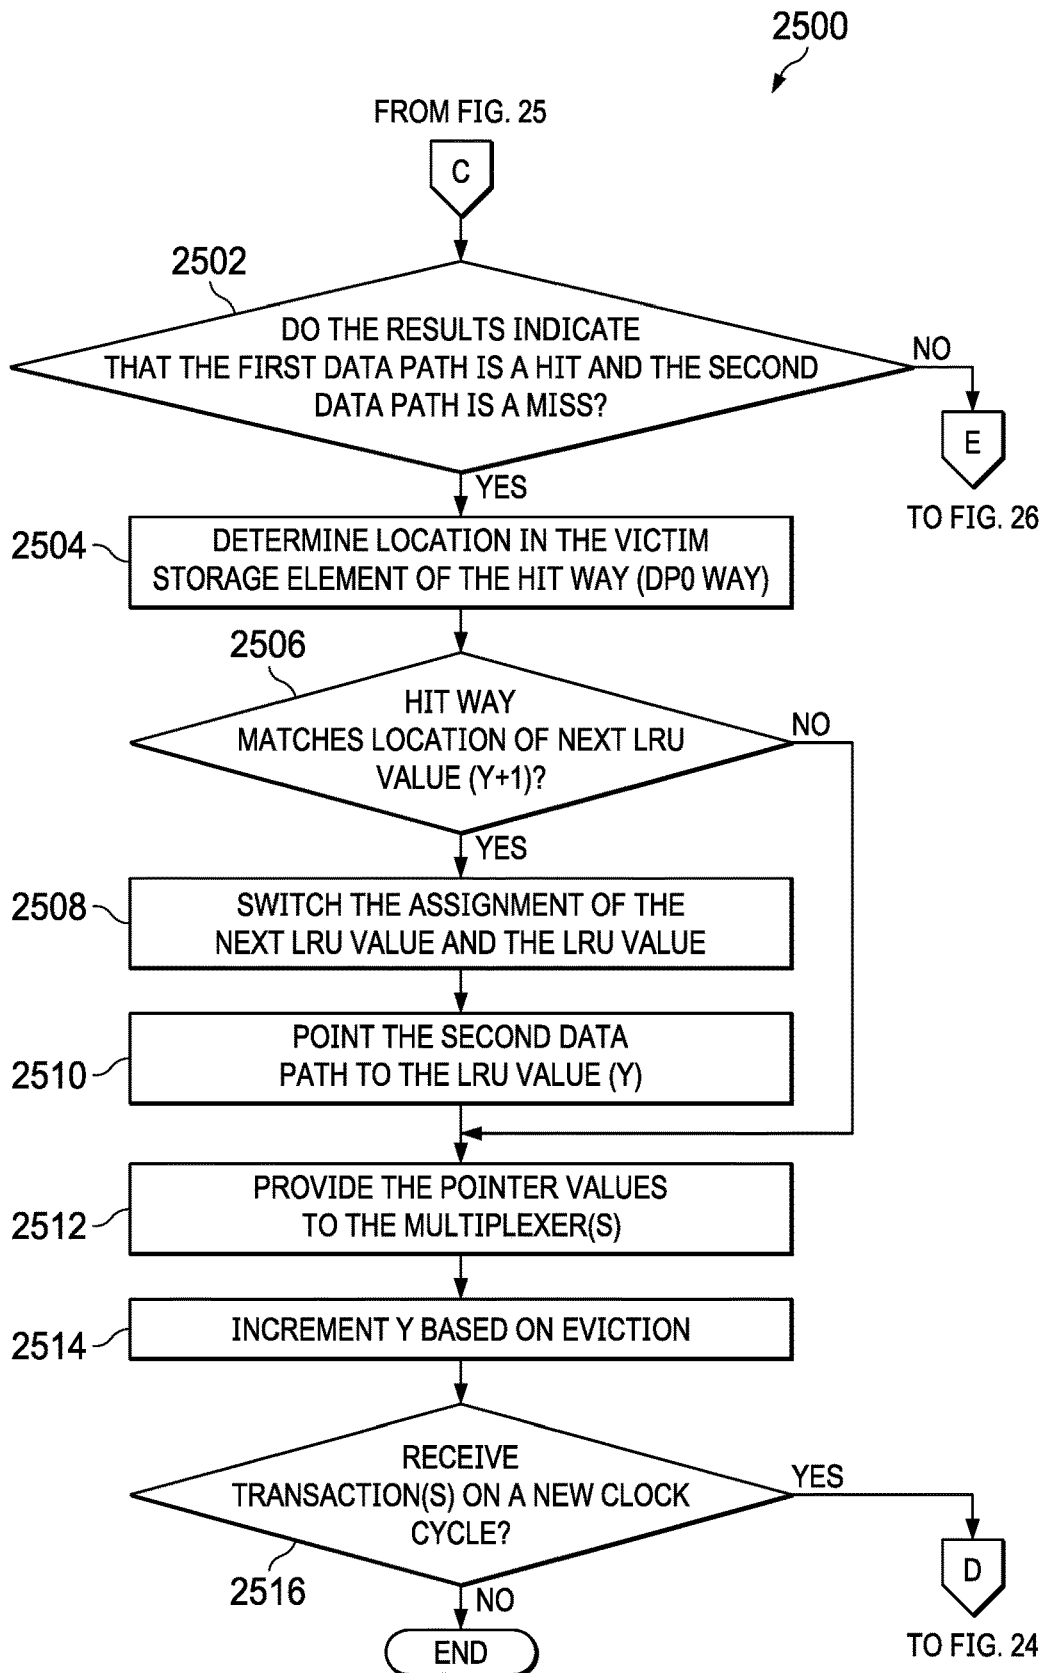 2500
FROM FIG. 25
C
2502
DO THE RESULTS INDICATE
THAT THE FIRST DATA PATH IS A HIT AND THE SECOND
DATA PATH IS A MISS?
NO
E
TO FIG. 26
YES
2504
DETERMINE LOCATION IN THE VICTIM
STORAGE ELEMENT OF THE HIT WAY (DP0 WAY)
2506
HIT WAY
MATCHES LOCATION OF NEXT LRU
VALUE (Y+1)?
NO
YES
2508
SWITCH THE ASSIGNMENT OF THE
NEXT LRU VALUE AND THE LRU VALUE
2510
POINT THE SECOND DATA
PATH TO THE LRU VALUE (Y)
2512
PROVIDE THE POINTER VALUES
TO THE MULTIPLEXER(S)
2514
INCREMENT Y BASED ON EVICTION
RECEIVE
TRANSACTION(S) ON A NEW CLOCK
CYCLE?
YES
2516
D
TO FIG. 24
NO
END